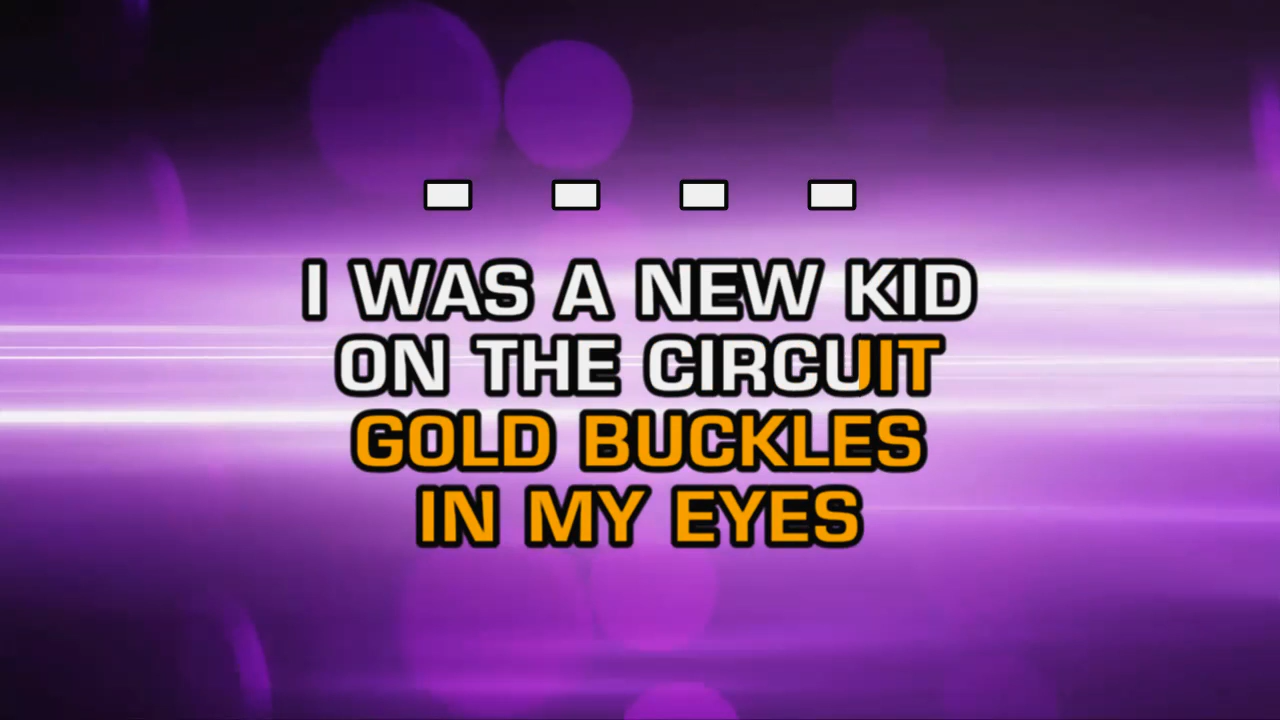 I WAS A NEW KID
ON THE CIRCUIT
GOLD BUCKLES
IN MY EYES